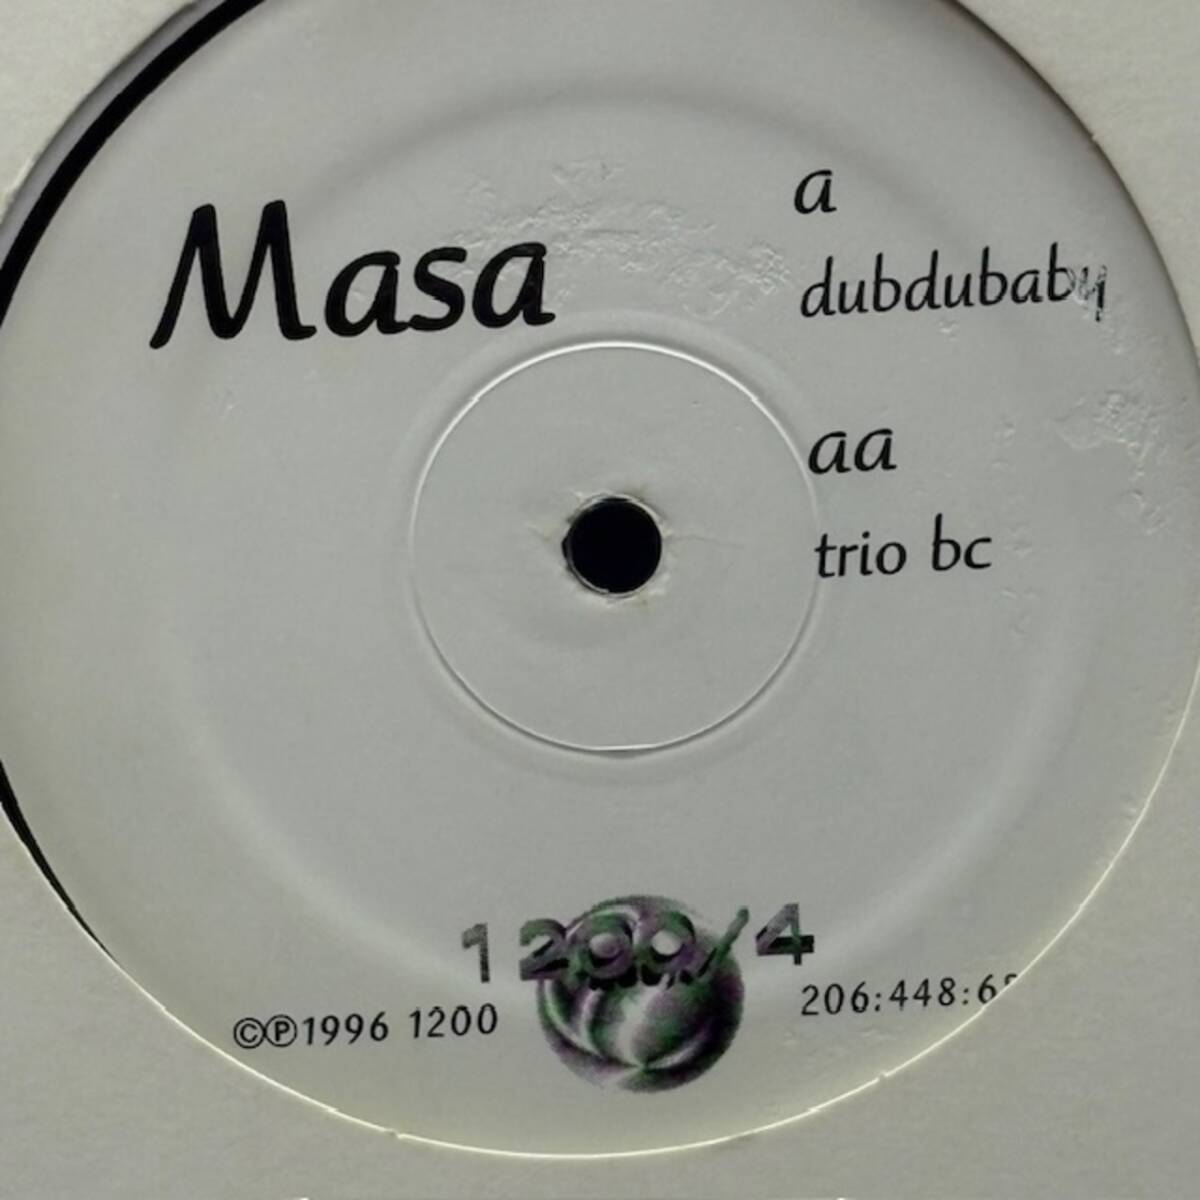 Masa
a
dubdubaby
aa
trio bc
1200/4
©℗1996 1200
206:448:6